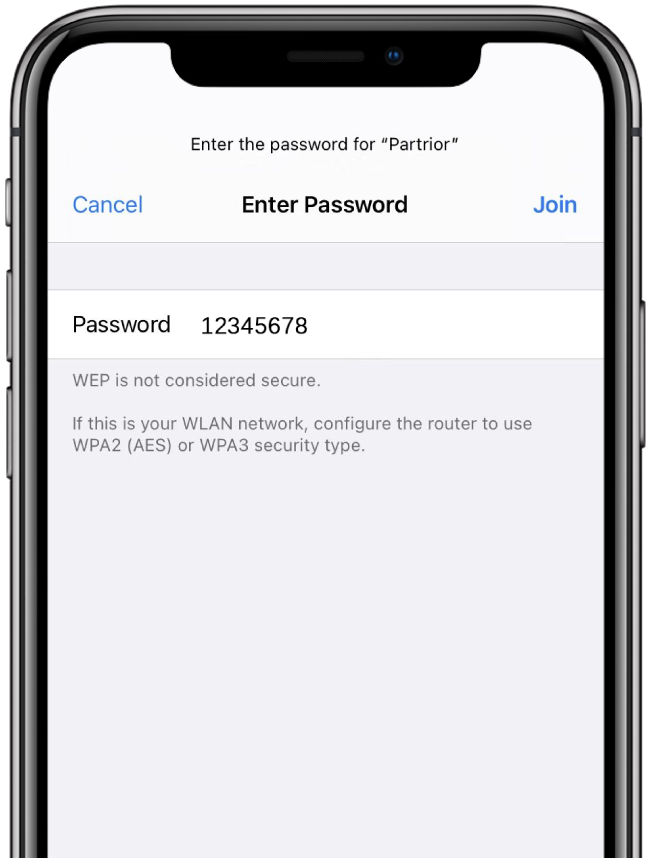 Enter the password for “Partrior”
Cancel Enter Password Join
Password 12345678
WEP is not considered secure.
If this is your WLAN network, configure the router to use
WPA2 (AES) or WPA3 security type.